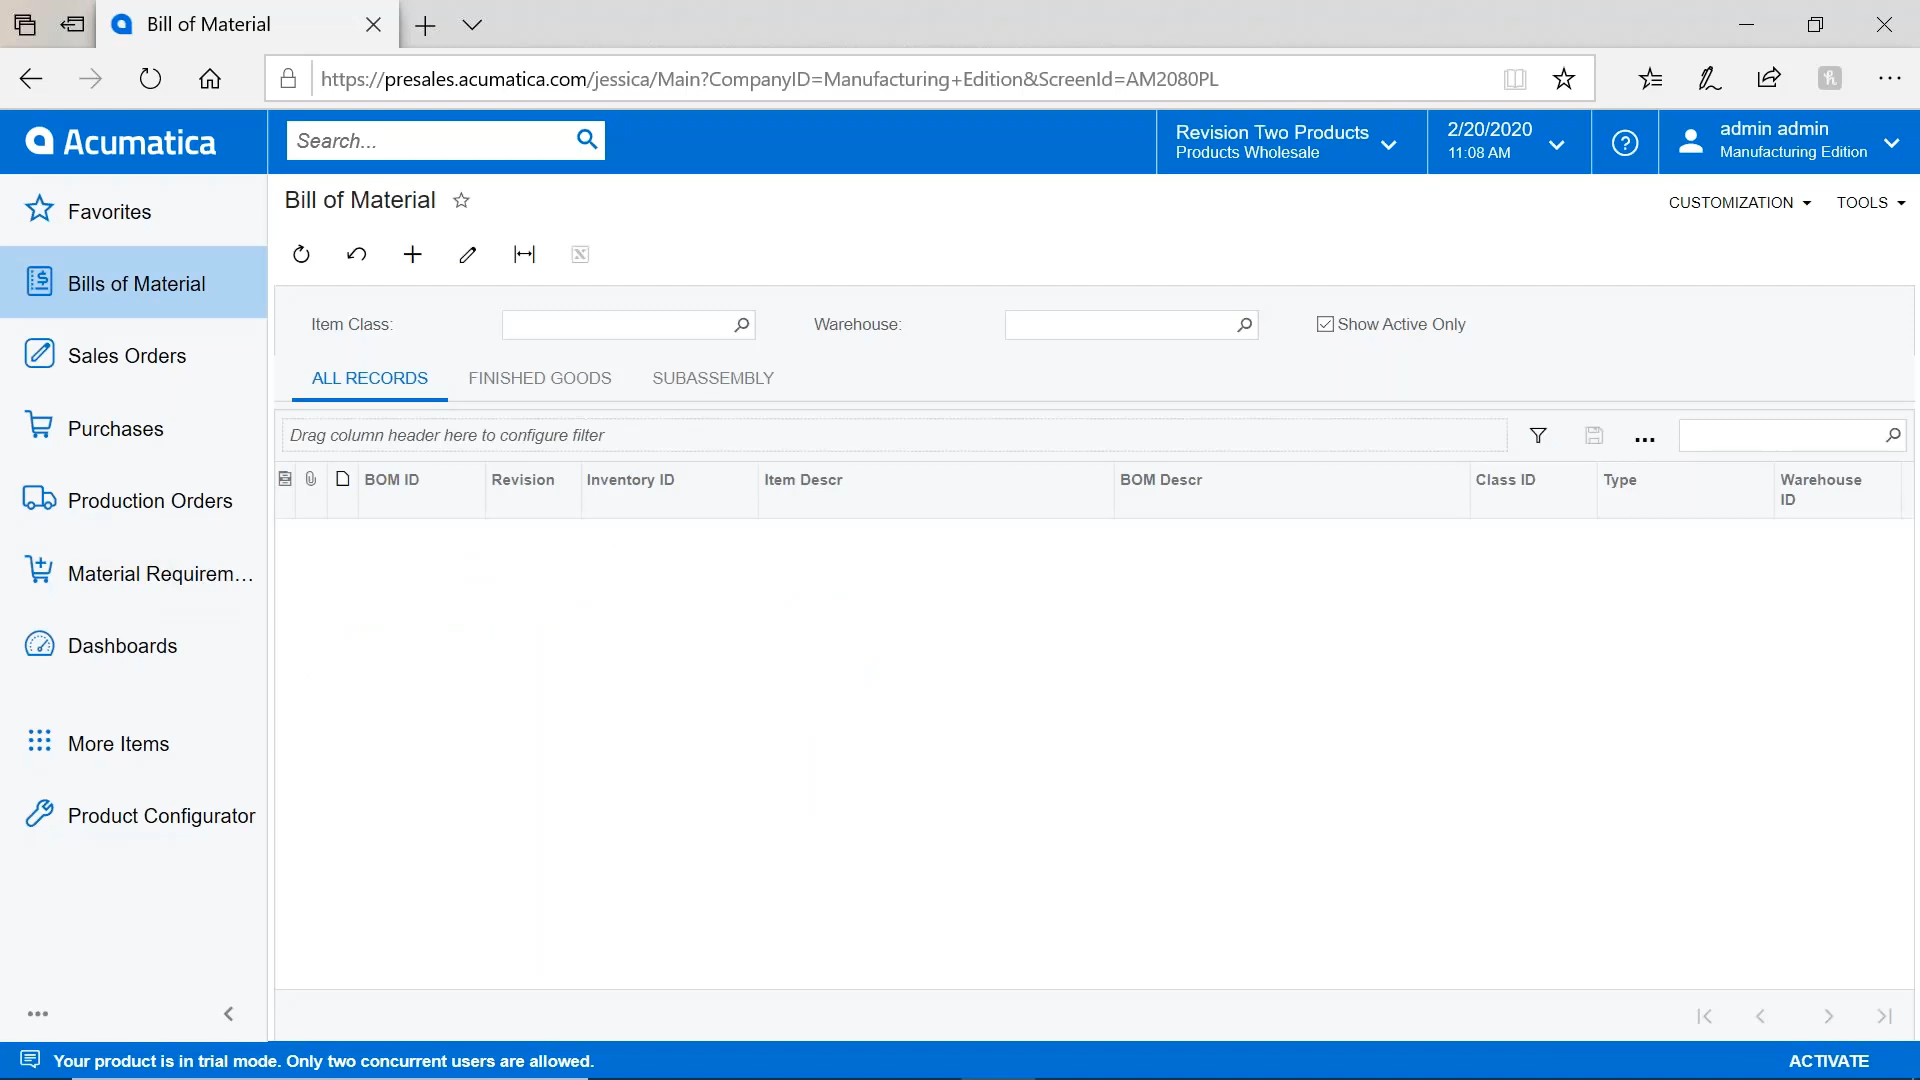 Bill of Material
https://presales.acumatica.com/jessica/Main?CompanyID=Manufacturing+Edition&ScreenId=AM2080PL
Acumatica
Search...
Revision Two Products
Products Wholesale
2/20/2020
11:08 AM
admin admin
Manufacturing Edition
Favorites
Bills of Material
Sales Orders
Purchases
Production Orders
Material Requirem...
Dashboards
More Items
Product Configurator
Bill of Material
CUSTOMIZATION
TOOLS
Item Class:
Warehouse:
Show Active Only
ALL RECORDS
FINISHED GOODS
SUBASSEMBLY
Drag column header here to configure filter
BOM ID
Revision
Inventory ID
Item Descr
BOM Descr
Class ID
Type
Warehouse
ID
Your product is in trial mode. Only two concurrent users are allowed.
ACTIVATE